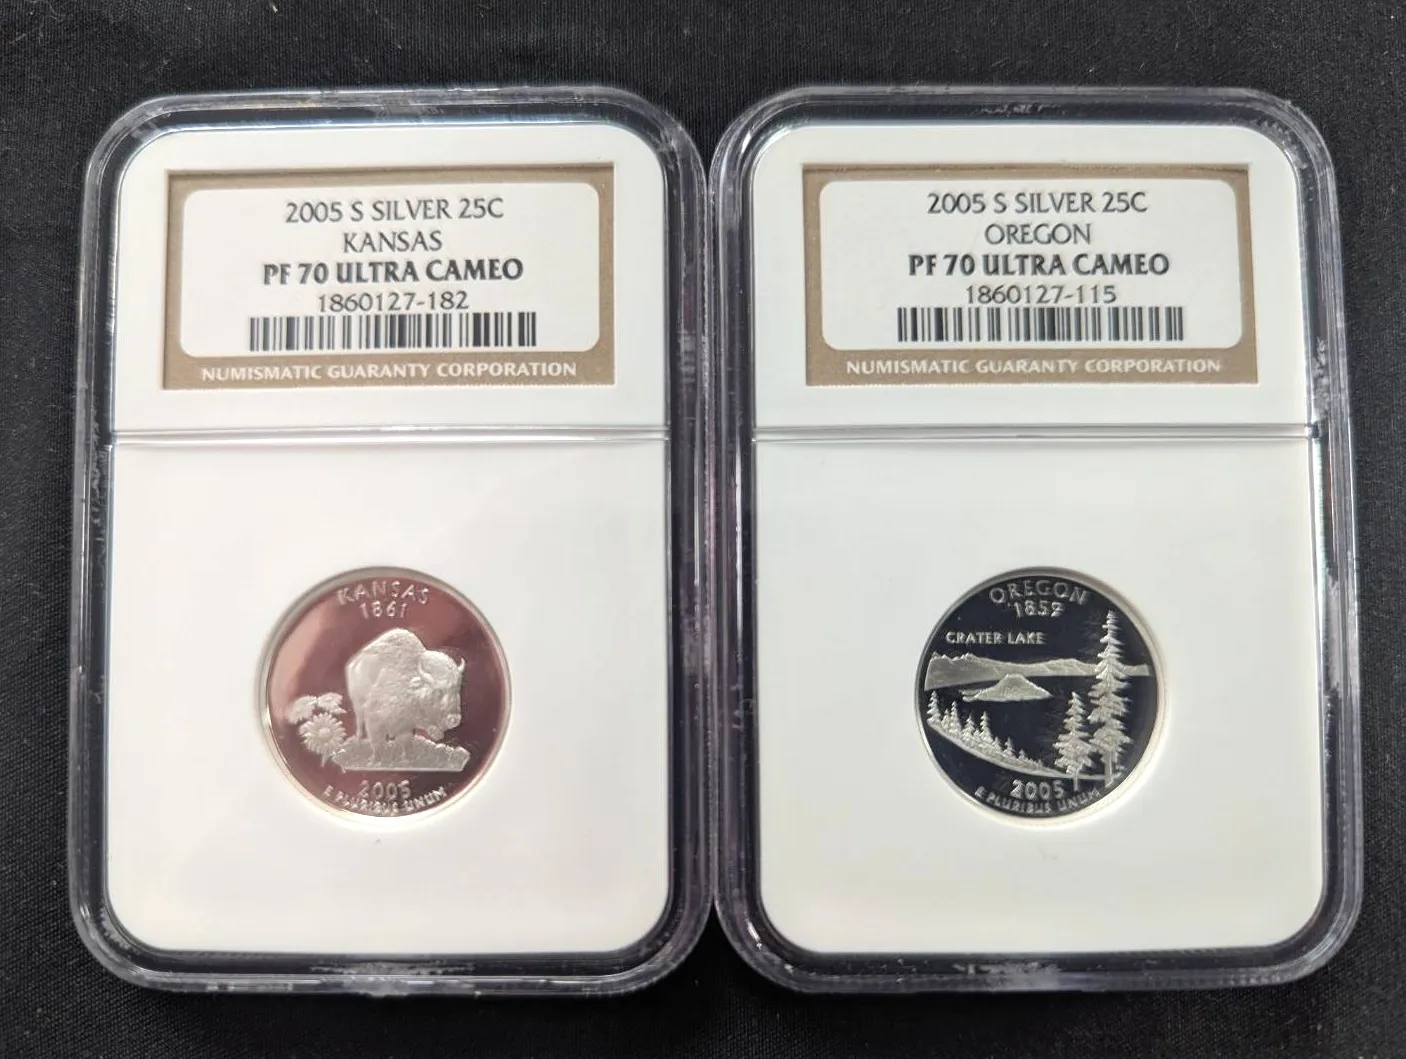 2005 S SILVER 25C
KANSAS
PF 70 ULTRA CAMEO
1860127-182
NUMISMATIC GUARANTY CORPORATION
KANSAS
1861
2005
E PLURIBUS UNUM
2005 S SILVER 25C
OREGON
PF 70 ULTRA CAMEO
1860127-115
NUMISMATIC GUARANTY CORPORATION
OREGON
1859
CRATER LAKE
2005
E PLURIBUS UNUM